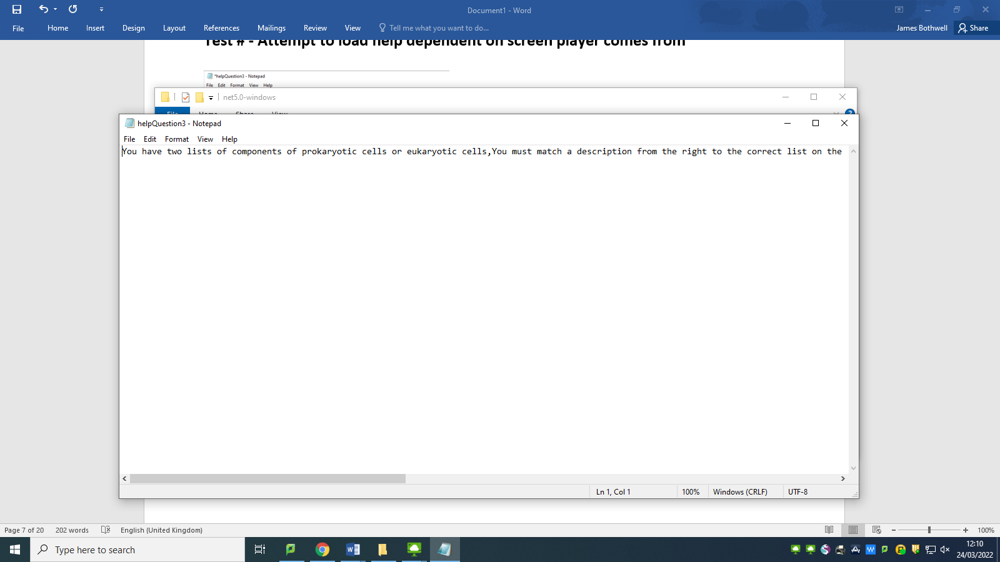 Document1 - Word
File Home Insert Design Layout References Mailings Review View Tell me what you want to do... James Bothwell Share
Test # - Attempt to load help dependent on screen player comes from
*helpQuestion3 - Notepad
File Edit Format View Help
net5.0-windows
File Home Share View
helpQuestion3 - Notepad
File Edit Format View Help
You have two lists of components of prokaryotic cells or eukaryotic cells,You must match a description from the right to the correct list on the
Ln 1, Col 1 100% Windows (CRLF) UTF-8
Page 7 of 20 202 words English (United Kingdom) 100%
Type here to search
12:10
24/03/2022